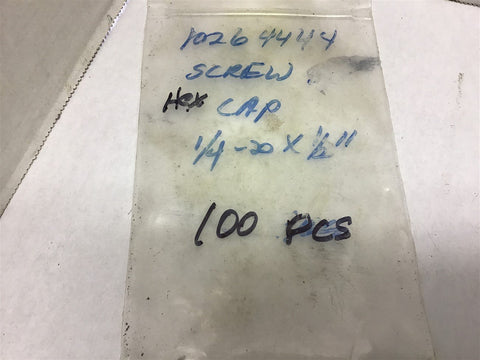 10264444
SCREW
Hex CAP
1/4-20 X 1/2"
100 PCS